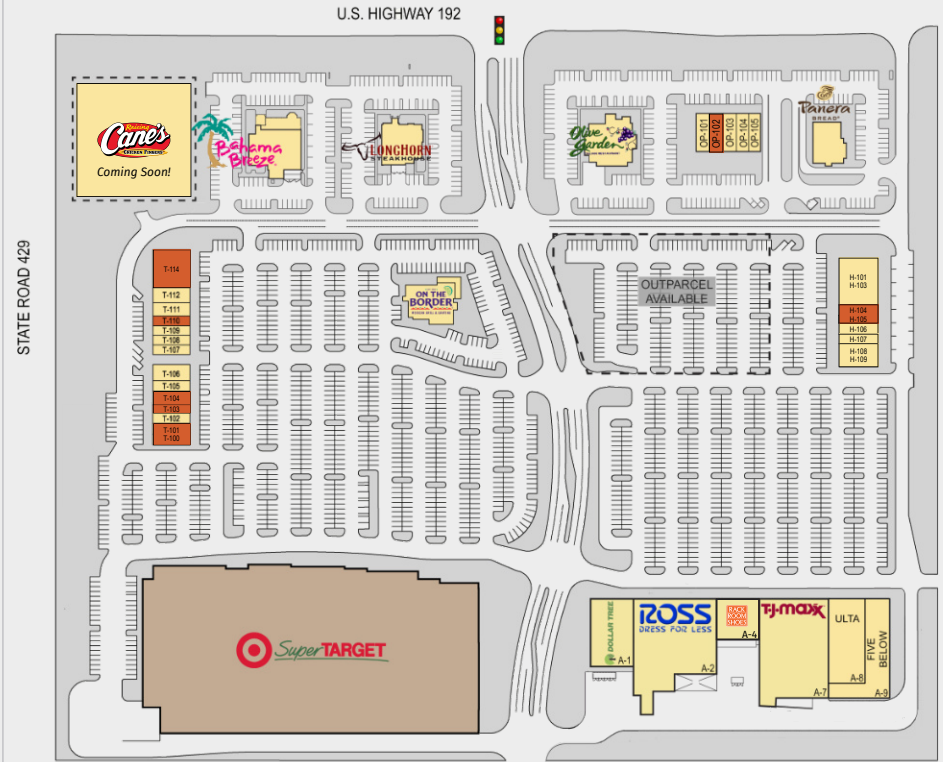 U.S. HIGHWAY 192
STATE ROAD 429
Raising
Cane's
CHICKEN FINGERS
Coming Soon!
Bahama
Breeze
LONGHORN
STEAKHOUSE
Olive
Garden
OP-101
OP-102
OP-103
OP-104
OP-105
Panera
BREAD
T-114
T-112
T-111
T-110
T-109
T-108
T-107
T-106
T-105
T-104
T-103
T-102
T-101
T-100
ON THE
BORDER
OUTPARCEL
AVAILABLE
H-101
H-103
H-104
H-105
H-106
H-107
H-108
H-109
SuperTARGET
DOLLAR TREE
A-1
ROSS
DRESS FOR LESS
A-2
RACK
ROOM
SHOES
A-4
T·J·maxx
A-7
ULTA
A-8
FIVE
BELOW
A-9